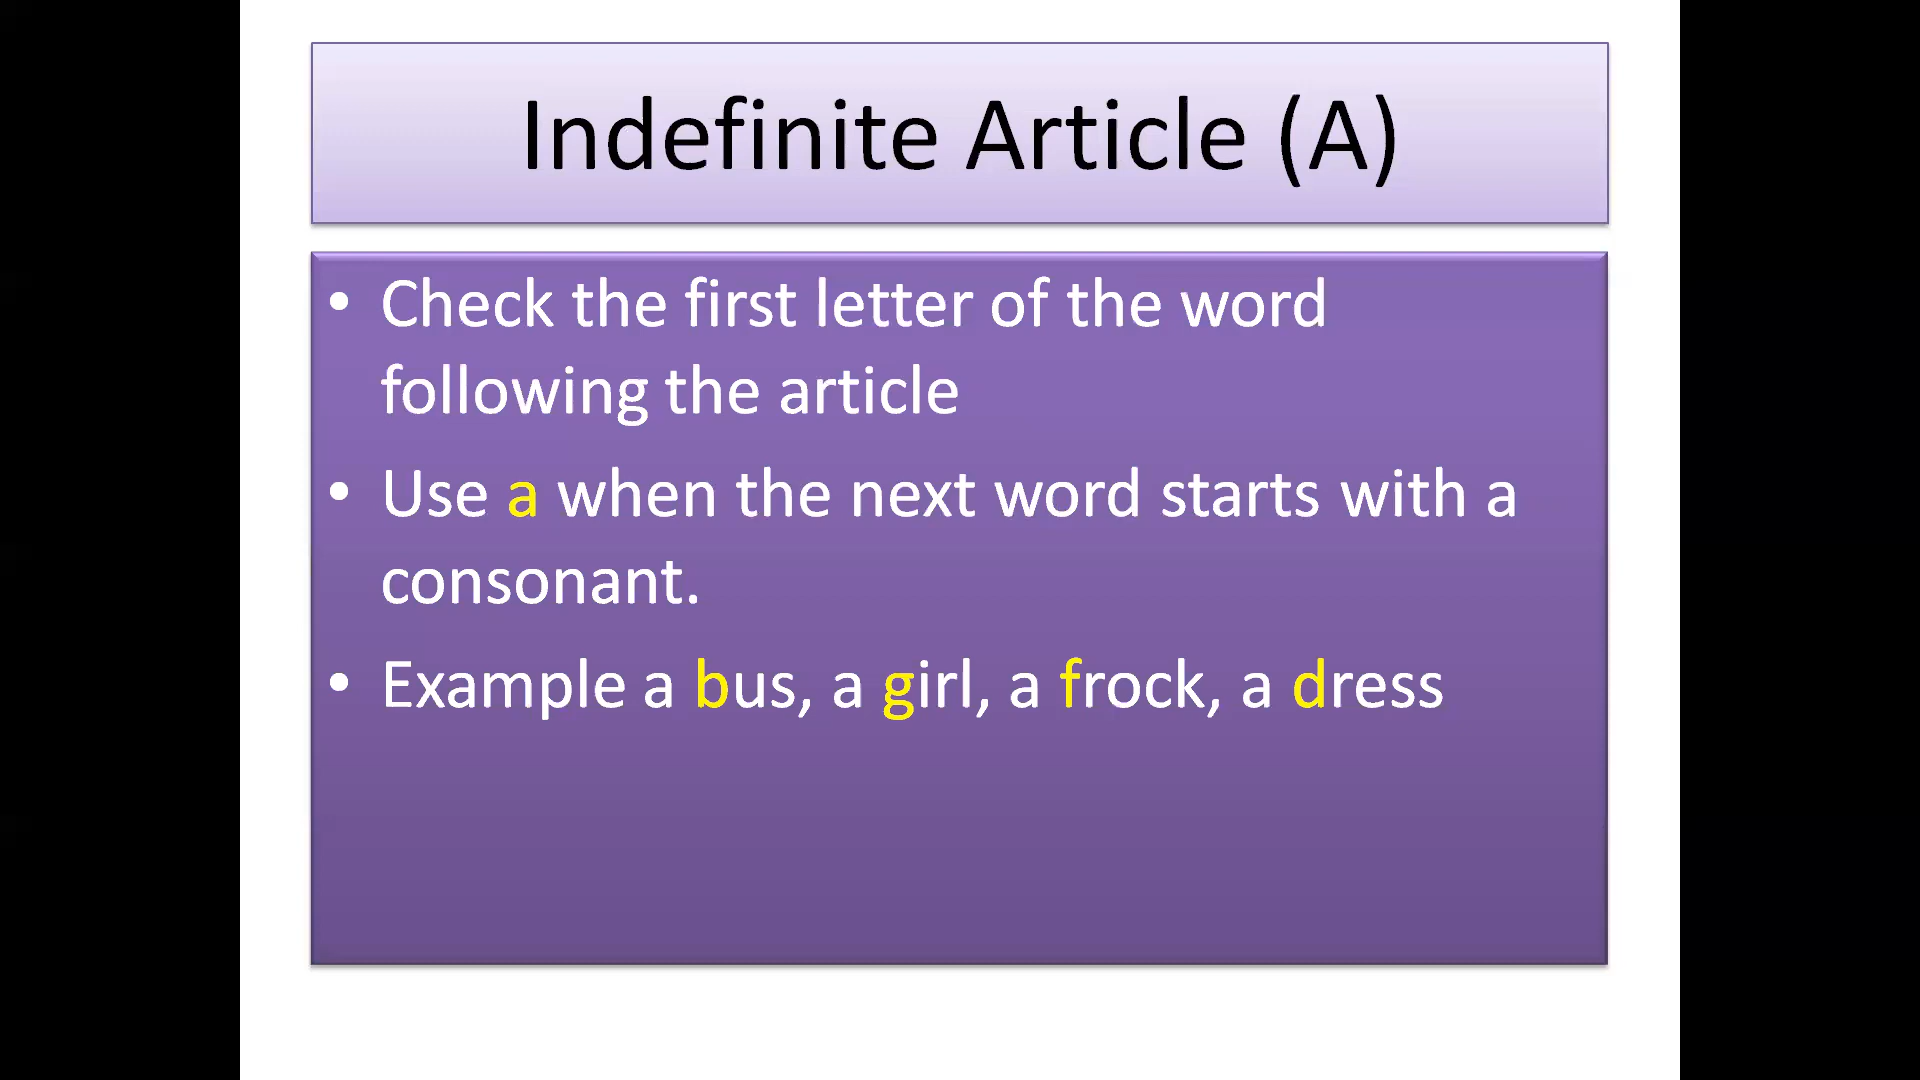 Indefinite Article (A)
• Check the first letter of the word
following the article
• Use a when the next word starts with a
consonant.
• Example a bus, a girl, a frock, a dress